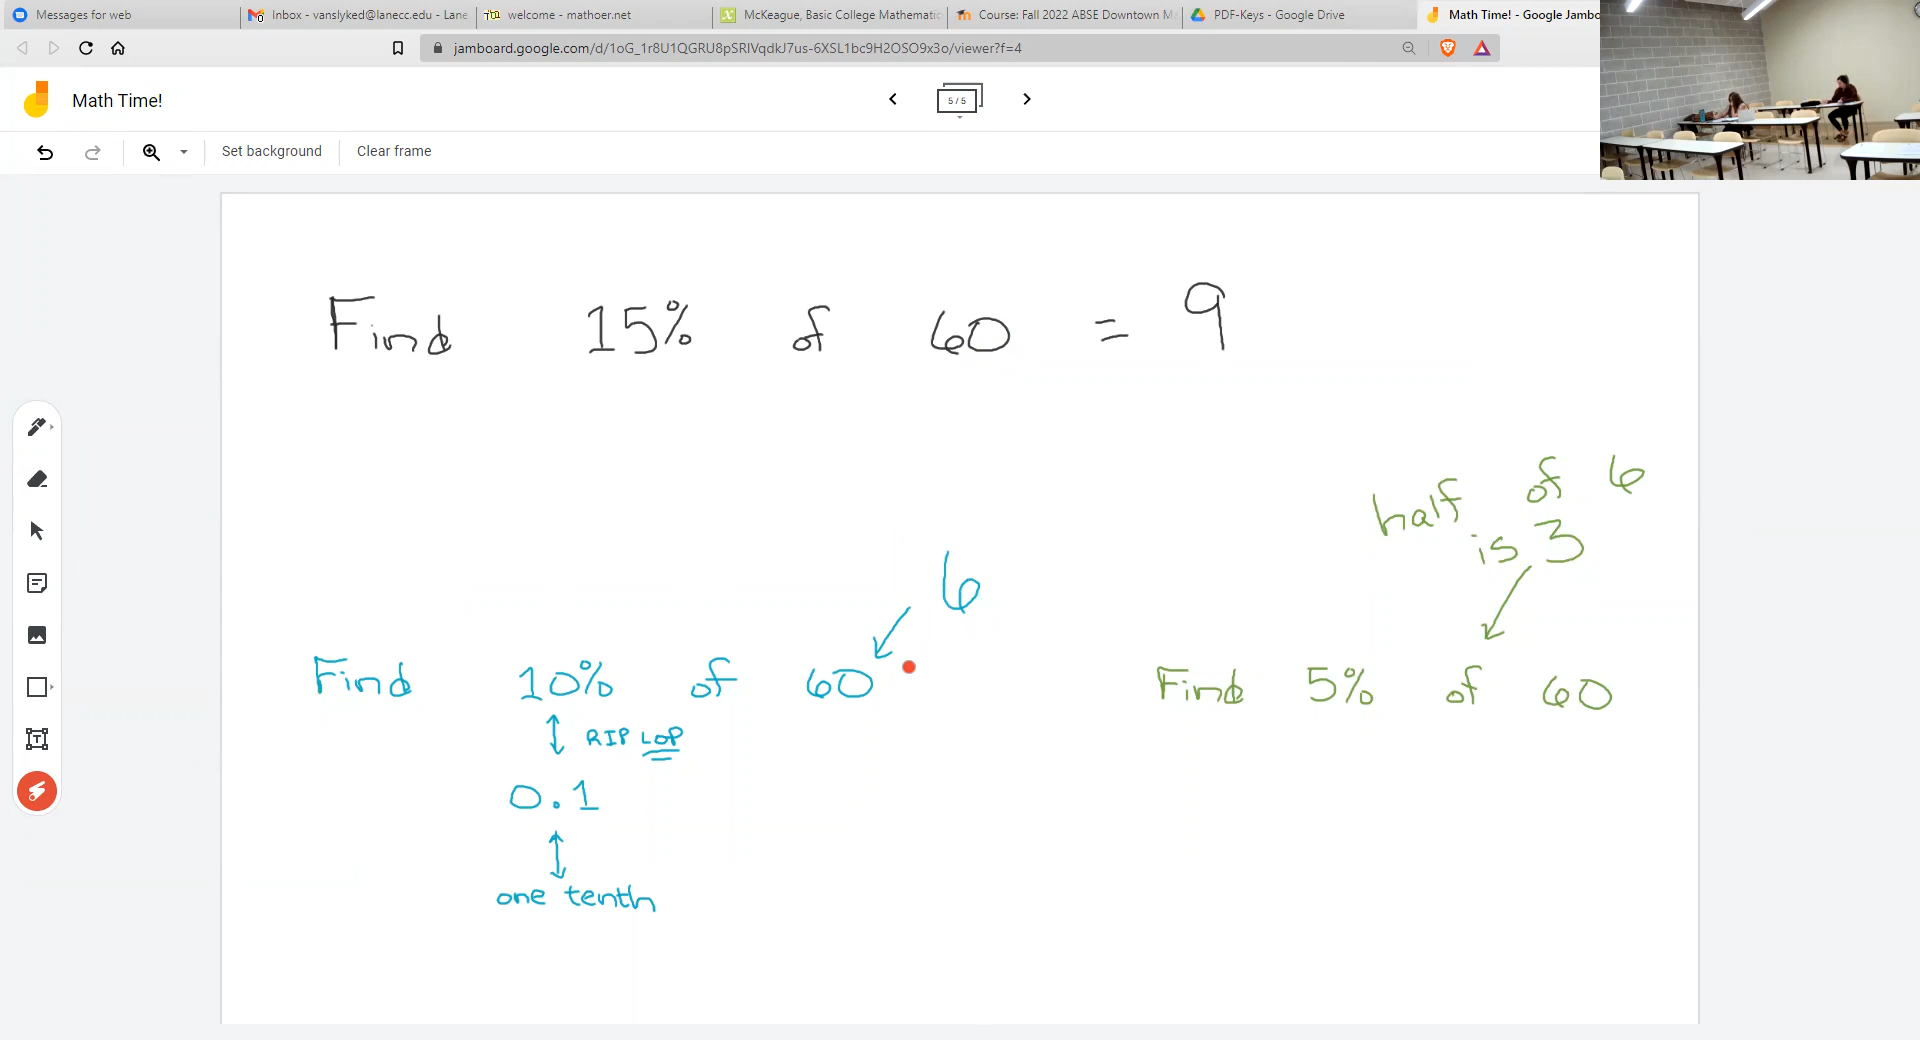 Messages for web
Inbox - vanslyked@lanecc.edu - Lane
welcome - mathoer.net
McKeague, Basic College Mathematic
Course: Fall 2022 ABSE Downtown M
PDF-Keys - Google Drive
Math Time! - Google Jambo
jamboard.google.com/d/1oG_1r8U1QGRU8pSRIVqdkJ7us-6XSL1bc9H2OSO9x3o/viewer?f=4
Math Time!
5 / 5
Set background
Clear frame
Find 15% of 60 = 9
half of 6
is 3
6
Find 10% of 60
Find 5% of 60
RIP LOP
0.1
one tenth